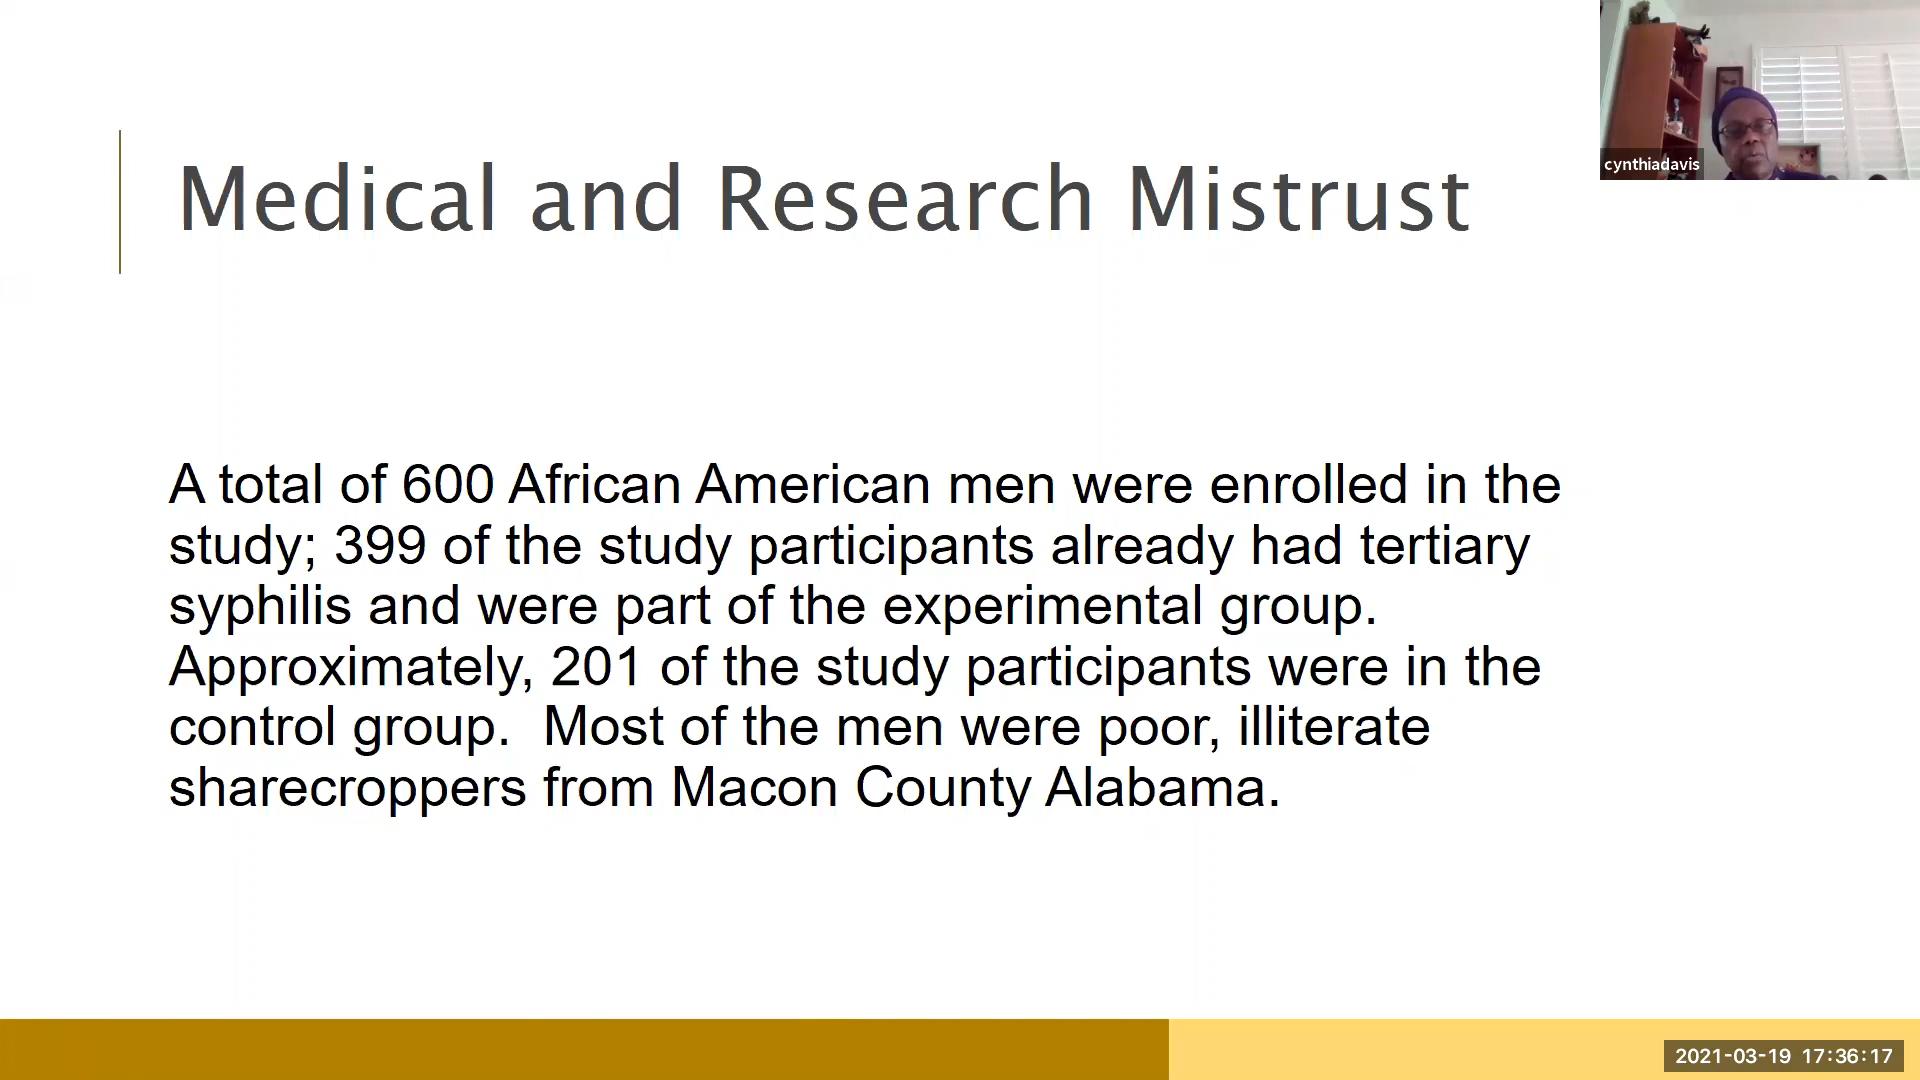 cynthiadavis
Medical and Research Mistrust
A total of 600 African American men were enrolled in the
study; 399 of the study participants already had tertiary
syphilis and were part of the experimental group.
Approximately, 201 of the study participants were in the
control group.  Most of the men were poor, illiterate
sharecroppers from Macon County Alabama.
2021-03-19 17:36:17